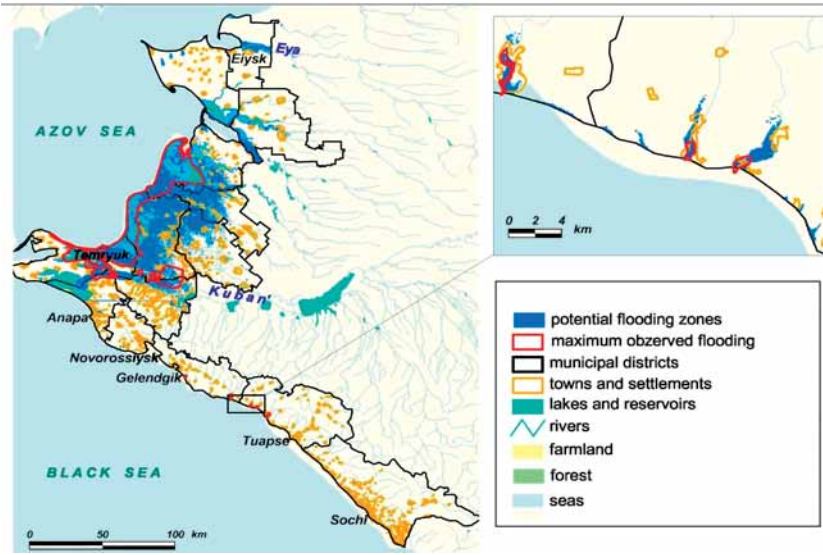 Eya
Eiysk
AZOV SEA
Temryuk
Kuban'
Anapa
Novorossiysk
Gelendgik
Tuapse
BLACK SEA
Sochi
0 50 100
km
0 2 4 km
potential flooding zones
maximum obzerved flooding
municipal districts
towns and settlements
lakes and reservoirs
rivers
farmland
forest
seas